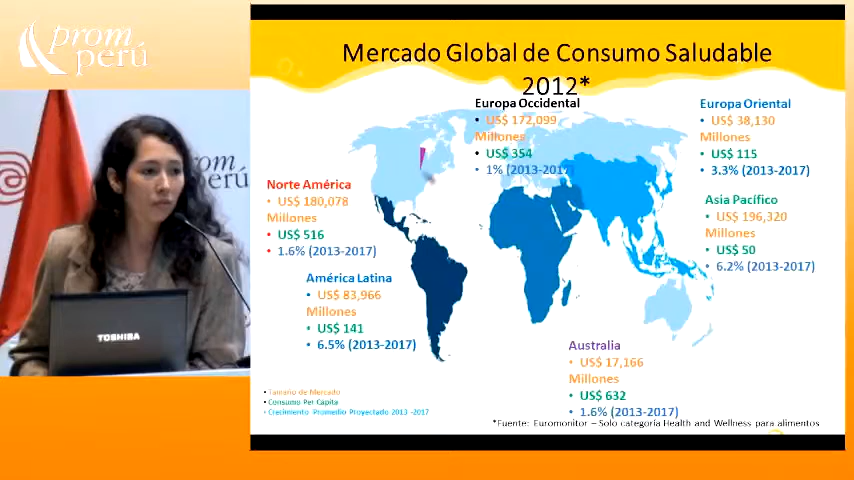 prom
perú
prom
perú
TOSHIBA
Mercado Global de Consumo Saludable
2012*
Europa Occidental
• US$ 172,099
Millones
• US$ 354
• 1% (2013-2017)
Europa Oriental
• US$ 38,130
Millones
• US$ 115
• 3.3% (2013-2017)
Norte América
• US$ 180,078
Millones
• US$ 516
• 1.6% (2013-2017)
Asia Pacífico
• US$ 196,320
Millones
• US$ 50
• 6.2% (2013-2017)
América Latina
• US$ 83,966
Millones
• US$ 141
• 6.5% (2013-2017)
Australia
• US$ 17,166
Millones
• US$ 632
• 1.6% (2013-2017)
• Tamaño de Mercado
• Consumo Per Capita
• Crecimiento Promedio Proyectado 2013 -2017
*Fuente: Euromonitor – Solo categoría Health and Wellness para alimentos